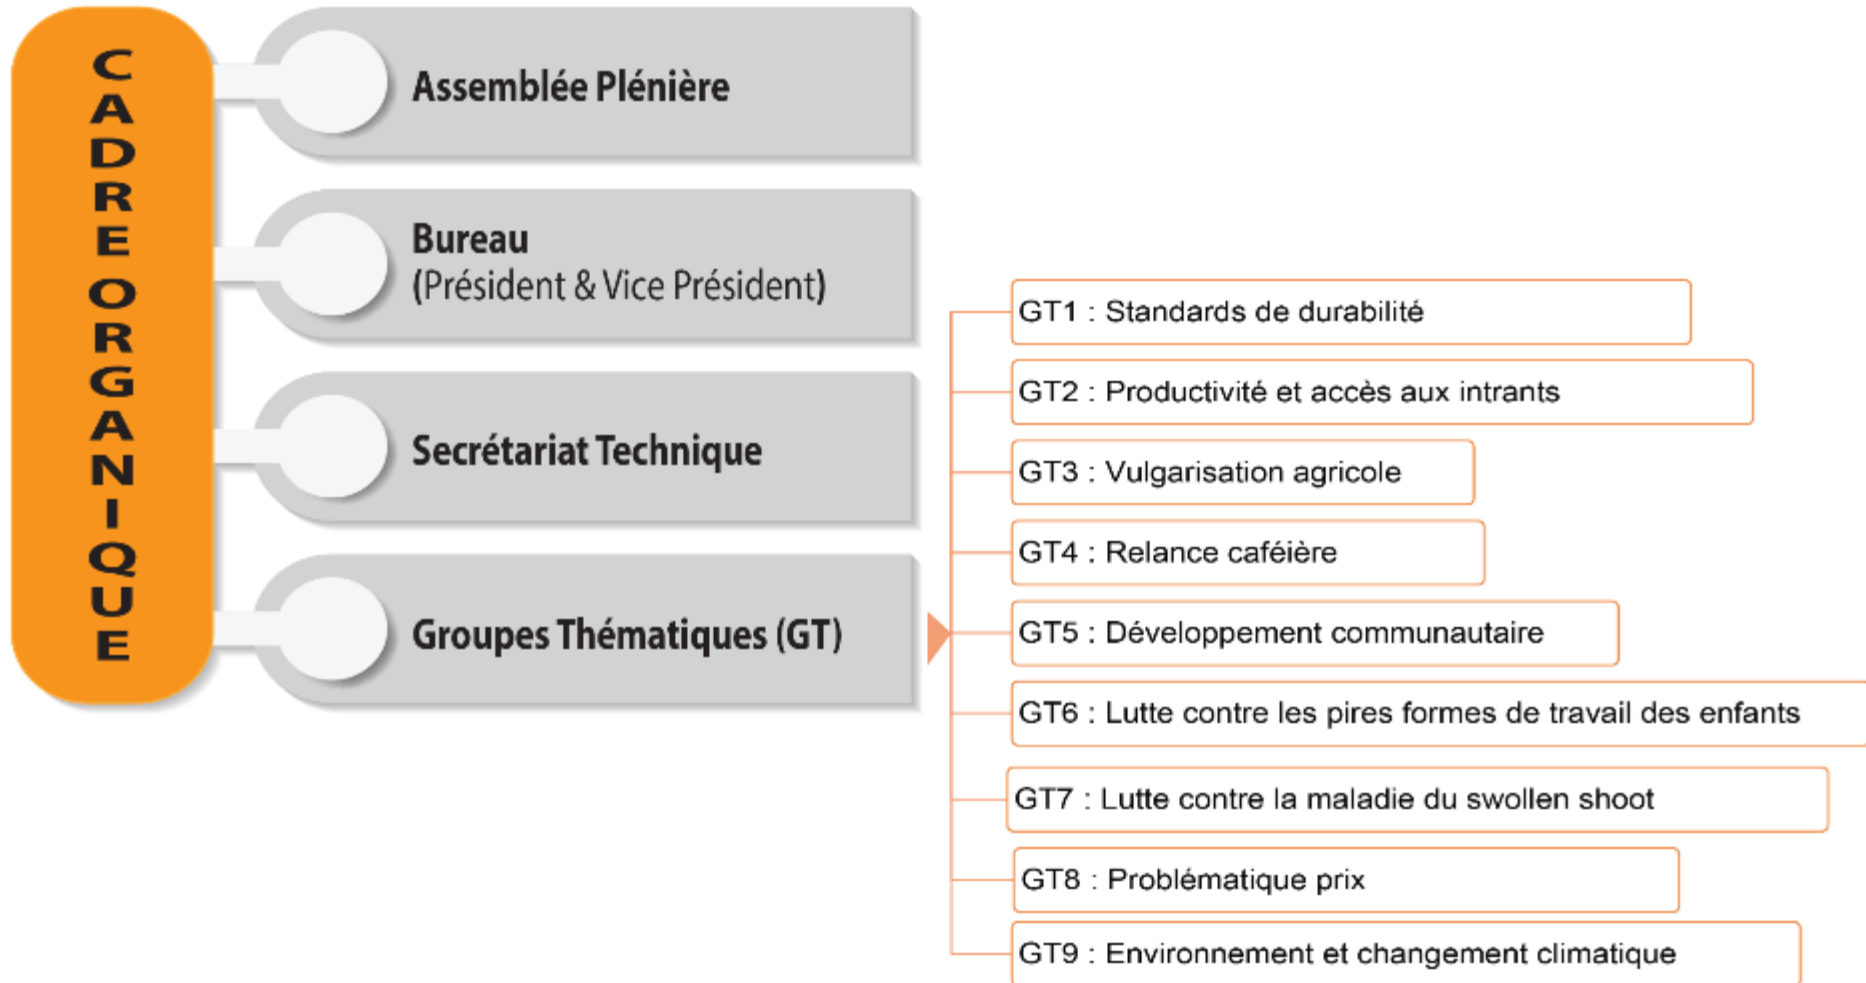 CADRE ORGANIQUE
Assemblée Plénière
Bureau
(Président & Vice Président)
Secrétariat Technique
Groupes Thématiques (GT)
GT1 : Standards de durabilité
GT2 : Productivité et accès aux intrants
GT3 : Vulgarisation agricole
GT4 : Relance caféière
GT5 : Développement communautaire
GT6 : Lutte contre les pires formes de travail des enfants
GT7 : Lutte contre la maladie du swollen shoot
GT8 : Problématique prix
GT9 : Environnement et changement climatique